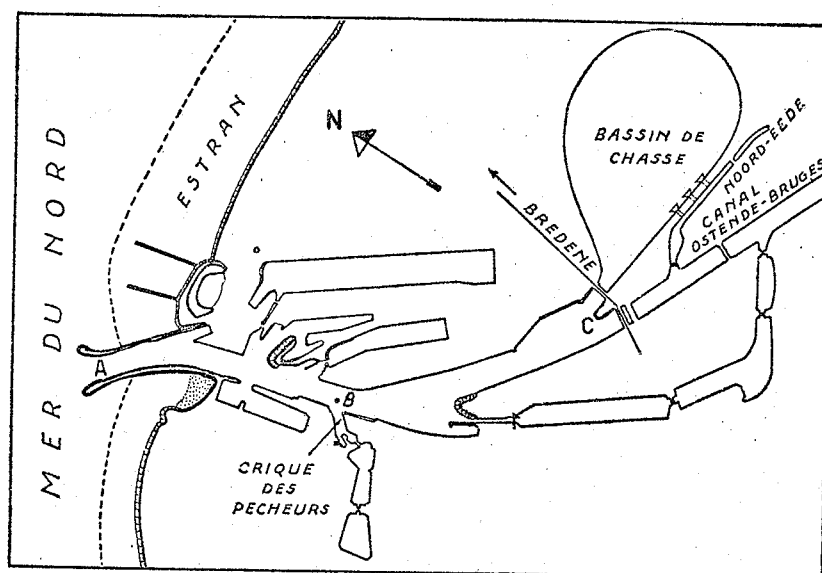 MER DU NORD
ESTRAN
N
BASSIN DE
CHASSE
NOORD-EEDE
CANAL
OSTENDE-BRUGES
BREDENE
A
B
C
CRIQUE
DES
PECHEURS